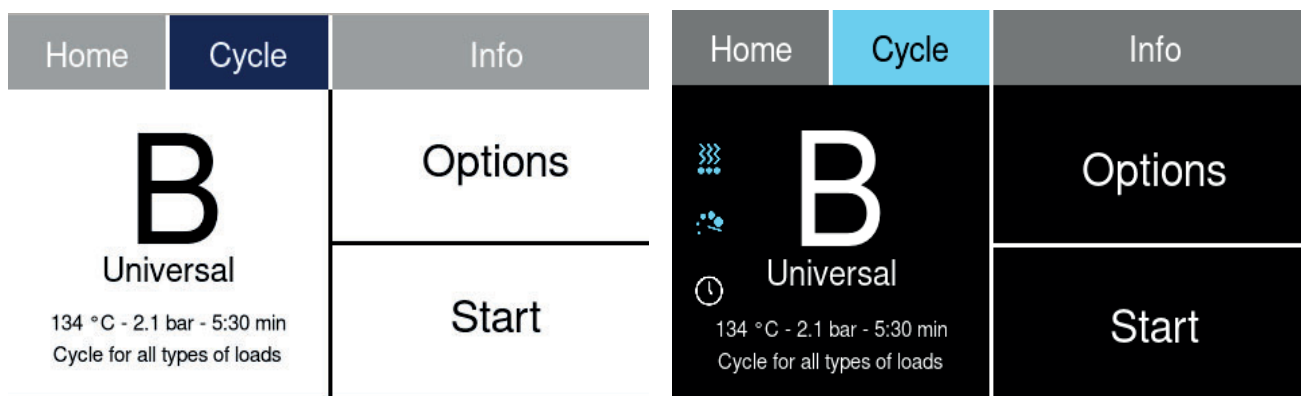 Home Cycle Info
B
Universal
134 °C - 2.1 bar - 5:30 min
Cycle for all types of loads
Options
Start
Home Cycle Info
B
Universal
134 °C - 2.1 bar - 5:30 min
Cycle for all types of loads
Options
Start